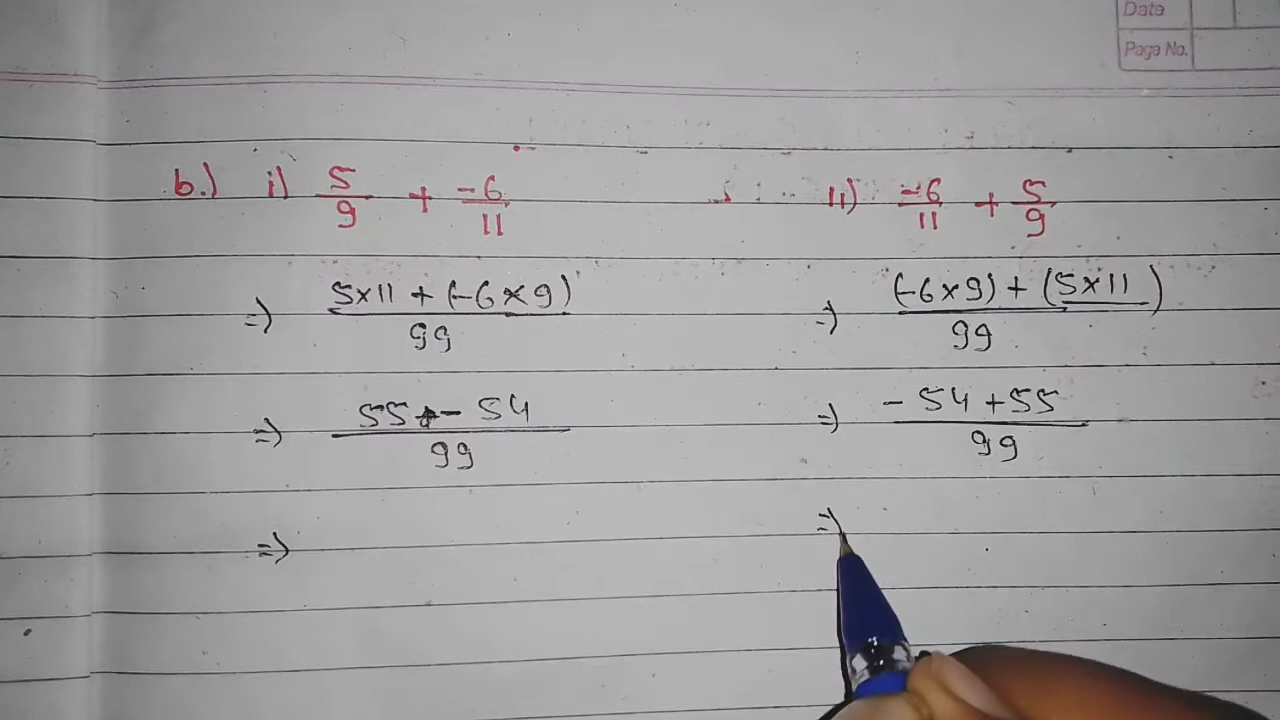 Date
Page No.
b.) i) 5/9 + -6/11 ii) -6/11 + 5/9
=) 5×11 + (-6×9) / 99 =) (-6×9) + (5×11) / 99
=) 55 + - 54 / 99 =) - 54 + 55 / 99
=) =)